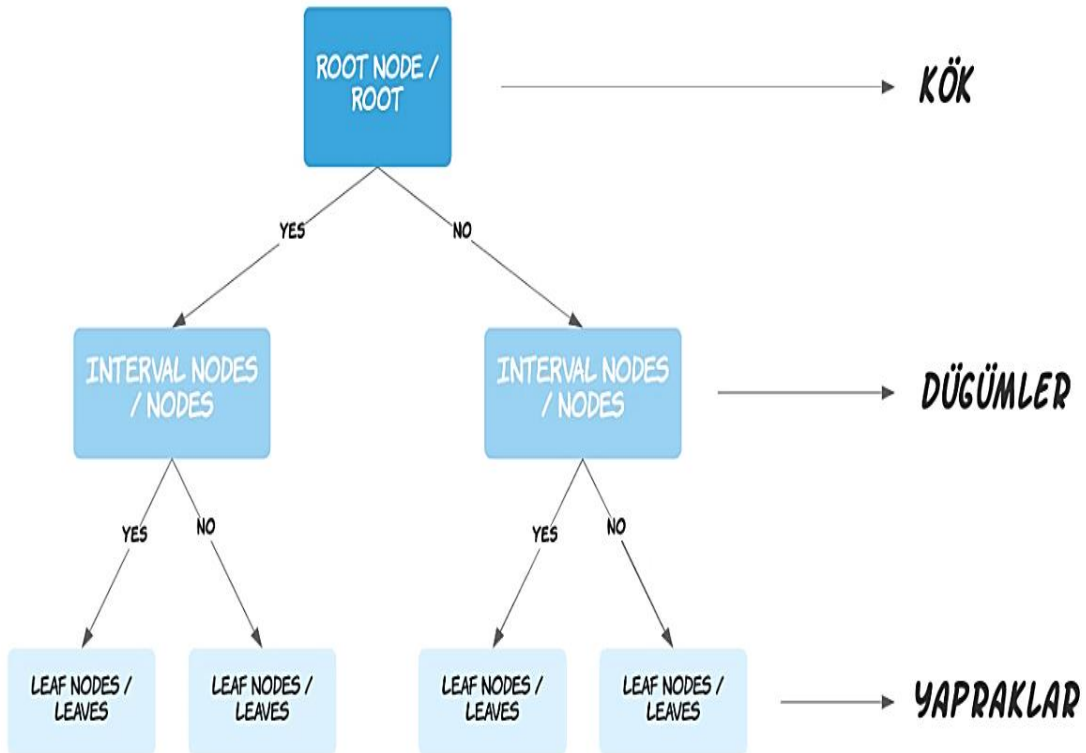 ROOT NODE /
ROOT
KÖK
YES
NO
INTERVAL NODES
/ NODES
INTERVAL NODES
/ NODES
DÜGÜMLER
YES
NO
YES
NO
LEAF NODES /
LEAVES
LEAF NODES /
LEAVES
LEAF NODES /
LEAVES
LEAF NODES /
LEAVES
YAPRAKLAR